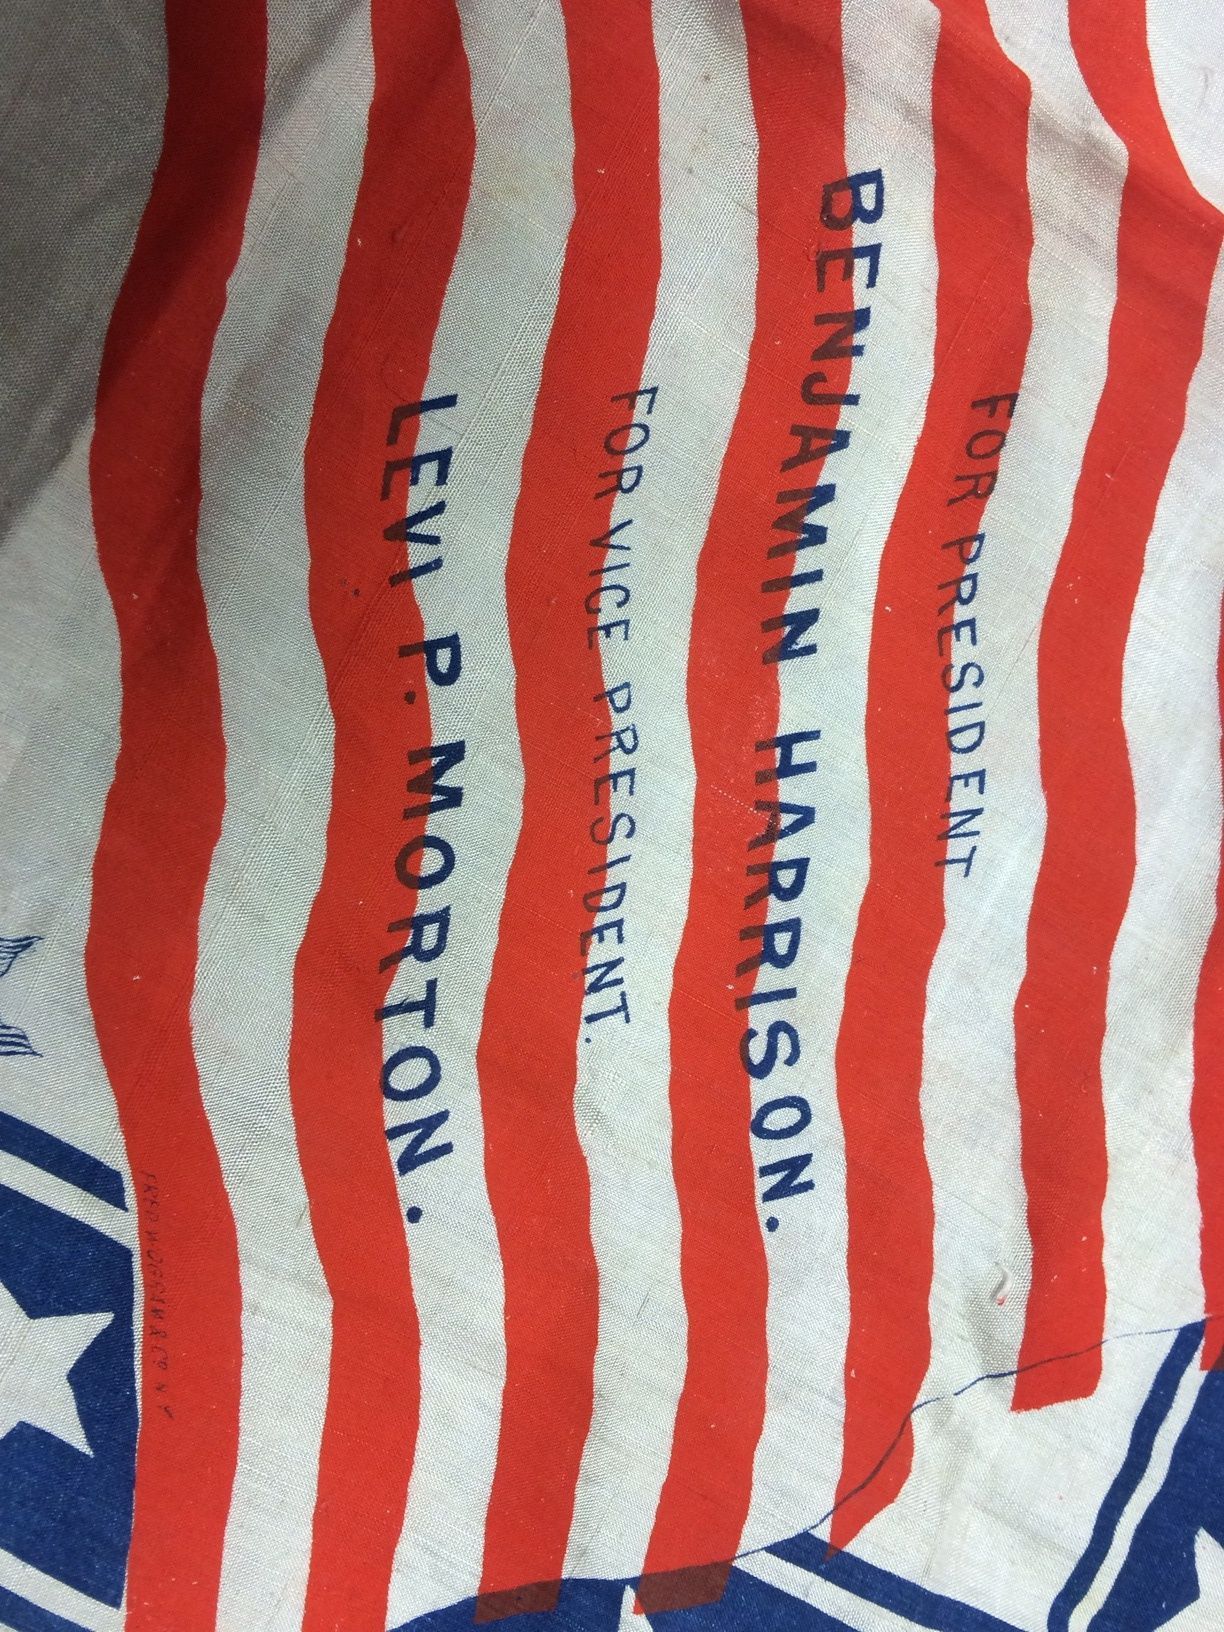 FOR PRESIDENT
BENJAMIN HARRISON.
FOR VICE PRESIDENT.
LEVI P. MORTON.